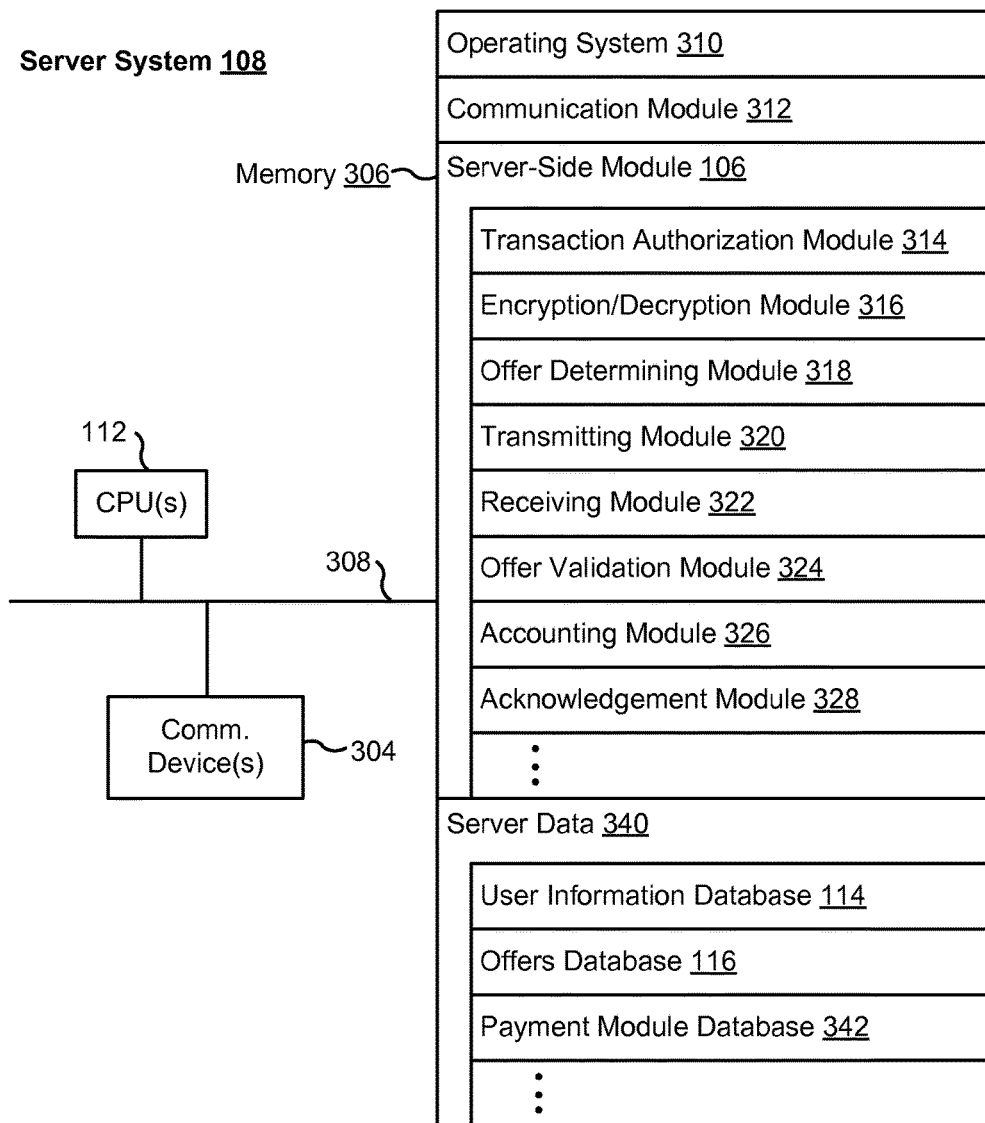 Server System 108
Operating System 310
Communication Module 312
Memory 306
Server-Side Module 106
Transaction Authorization Module 314
Encryption/Decryption Module 316
Offer Determining Module 318
Transmitting Module 320
Receiving Module 322
Offer Validation Module 324
Accounting Module 326
Acknowledgement Module 328
112
CPU(s)
308
Comm.
Device(s)
304
Server Data 340
User Information Database 114
Offers Database 116
Payment Module Database 342